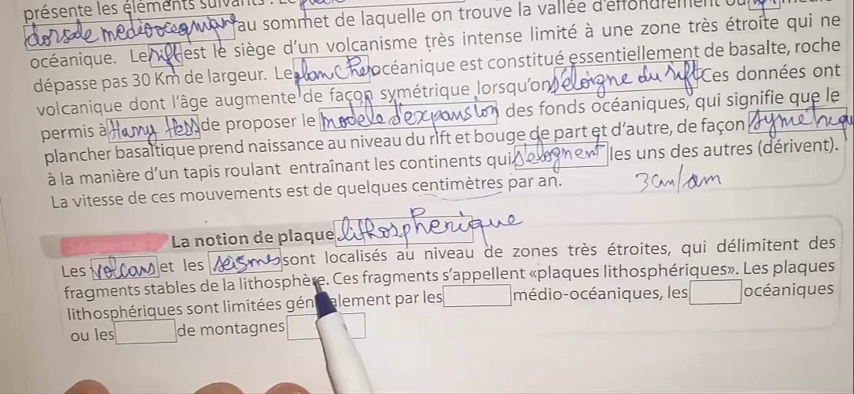 présente les éléments suivants :
dorsale medioocéanique au sommet de laquelle on trouve la vallée d'effondrement ou
océanique. Le rift est le siège d'un volcanisme très intense limité à une zone très étroite qui ne
dépasse pas 30 Km de largeur. Le plancher océanique est constitué essentiellement de basalte, roche
volcanique dont l'âge augmente de façon symétrique lorsqu'on s'éloigne du rift Ces données ont
permis à Harry Hess de proposer le modèle d'expansion des fonds océaniques, qui signifie que le
plancher basaltique prend naissance au niveau du rift et bouge de part et d'autre, de façon symétrique
à la manière d'un tapis roulant entraînant les continents qui s'éloignent les uns des autres (dérivent).
La vitesse de ces mouvements est de quelques centimètres par an. 3cm/am
La notion de plaque lithosphérique
Les volcans et les séismes sont localisés au niveau de zones très étroites, qui délimitent des
fragments stables de la lithosphère. Ces fragments s'appellent «plaques lithosphériques». Les plaques
lithosphériques sont limitées généralement par les médio-océaniques, les océaniques
ou les de montagnes